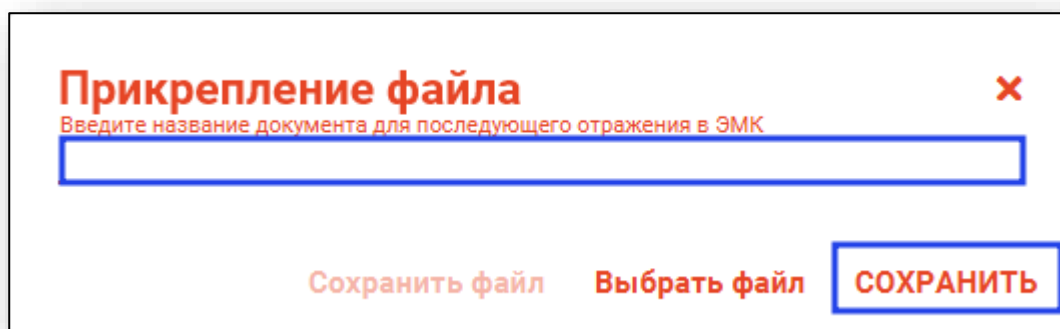 Прикрепление файла
Введите название документа для последующего отражения в ЭМК
Сохранить файл Выбрать файл СОХРАНИТЬ